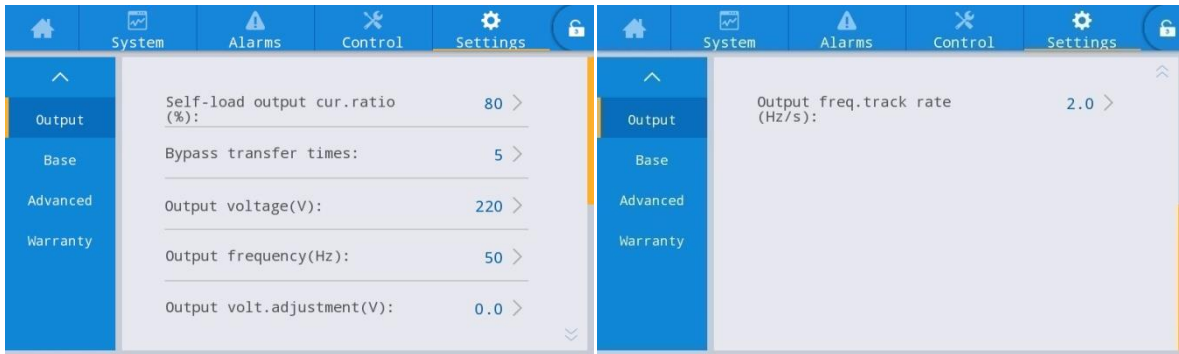 System Alarms Control Settings
Output
Base
Advanced
Warranty
Self-load output cur.ratio
(%): 80
Bypass transfer times: 5
Output voltage(V): 220
Output frequency(Hz): 50
Output volt.adjustment(V): 0.0
System Alarms Control Settings
Output
Base
Advanced
Warranty
Output freq.track rate
(Hz/s): 2.0